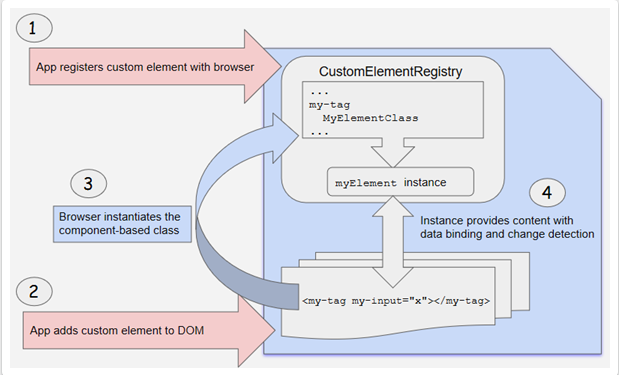 1
App registers custom element with browser
CustomElementRegistry
...
my-tag
MyElementClass
...
myElement instance
3
Browser instantiates the
component-based class
4
Instance provides content with
data binding and change detection
2
<my-tag my-input="x"></my-tag>
App adds custom element to DOM